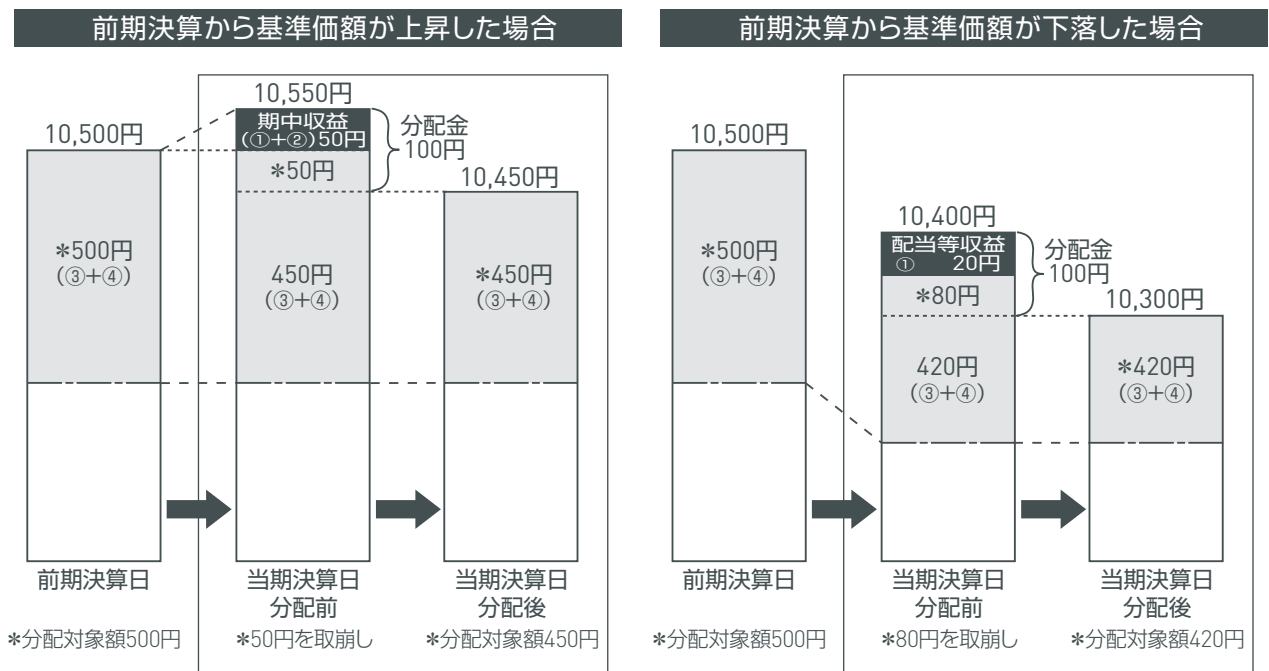 前期決算から基準価額が上昇した場合
10,500円
*500円
(③+④)
前期決算日
*分配対象額500円
10,550円
期中収益
(①+②)50円
*50円
450円
(③+④)
分配金
100円
当期決算日
分配前
*50円を取崩し
10,450円
*450円
(③+④)
当期決算日
分配後
*分配対象額450円
前期決算から基準価額が下落した場合
10,500円
*500円
(③+④)
前期決算日
*分配対象額500円
10,400円
配当等収益
① 20円
*80円
420円
(③+④)
分配金
100円
当期決算日
分配前
*80円を取崩し
10,300円
*420円
(③+④)
当期決算日
分配後
*分配対象額420円